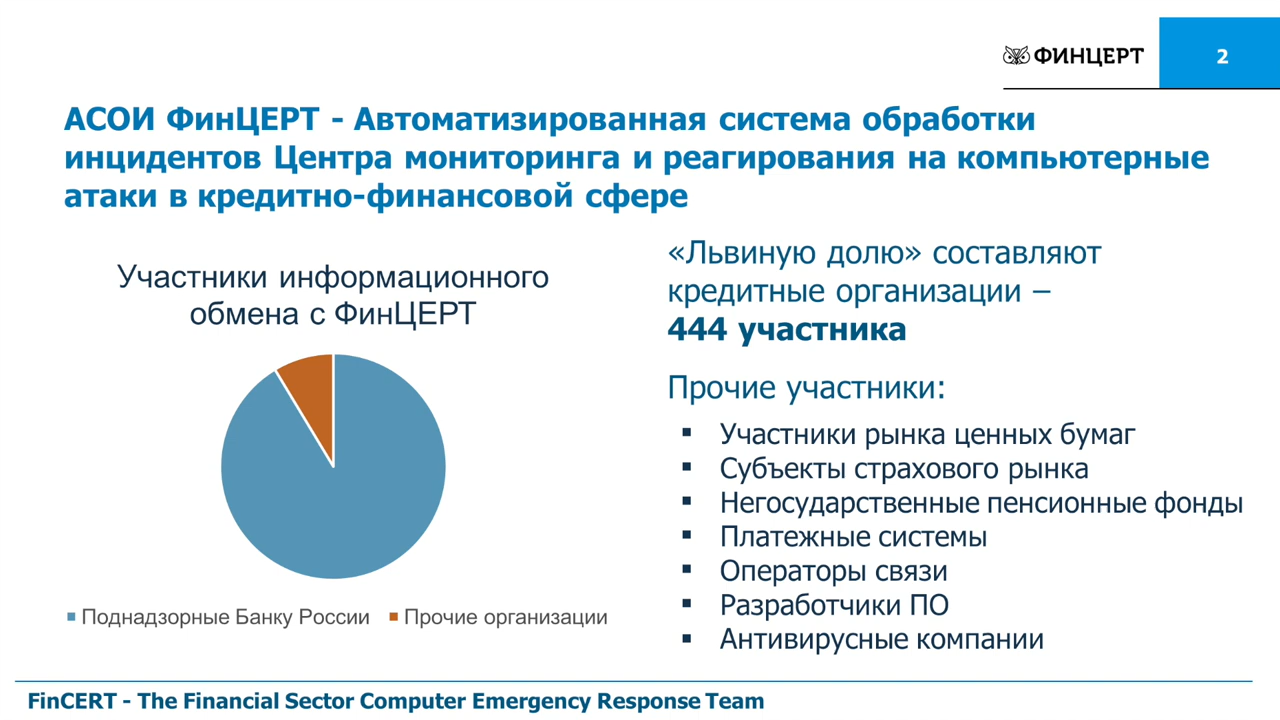 ФИНЦЕРТ
2
АСОИ ФинЦЕРТ - Автоматизированная система обработки
инцидентов Центра мониторинга и реагирования на компьютерные
атаки в кредитно-финансовой сфере
Участники информационного
обмена с ФинЦЕРТ
Поднадзорные Банку России
Прочие организации
«Львиную долю» составляют
кредитные организации –
444 участника
Прочие участники:
▪ Участники рынка ценных бумаг
▪ Субъекты страхового рынка
▪ Негосударственные пенсионные фонды
▪ Платежные системы
▪ Операторы связи
▪ Разработчики ПО
▪ Антивирусные компании
FinCERT - The Financial Sector Computer Emergency Response Team